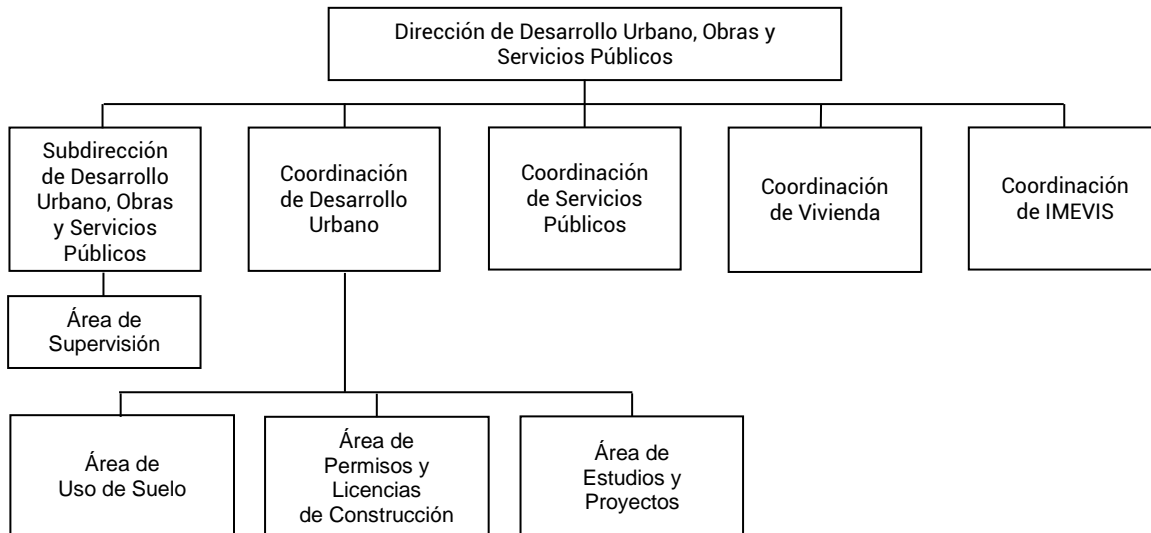 Dirección de Desarrollo Urbano, Obras y
Servicios Públicos
Subdirección
de Desarrollo
Urbano, Obras
y Servicios
Públicos
Coordinación
de Desarrollo
Urbano
Coordinación
de Servicios
Públicos
Coordinación
de Vivienda
Coordinación
de IMEVIS
Área de
Supervisión
Área de
Uso de Suelo
Área de
Permisos y
Licencias
de Construcción
Área de
Estudios y
Proyectos